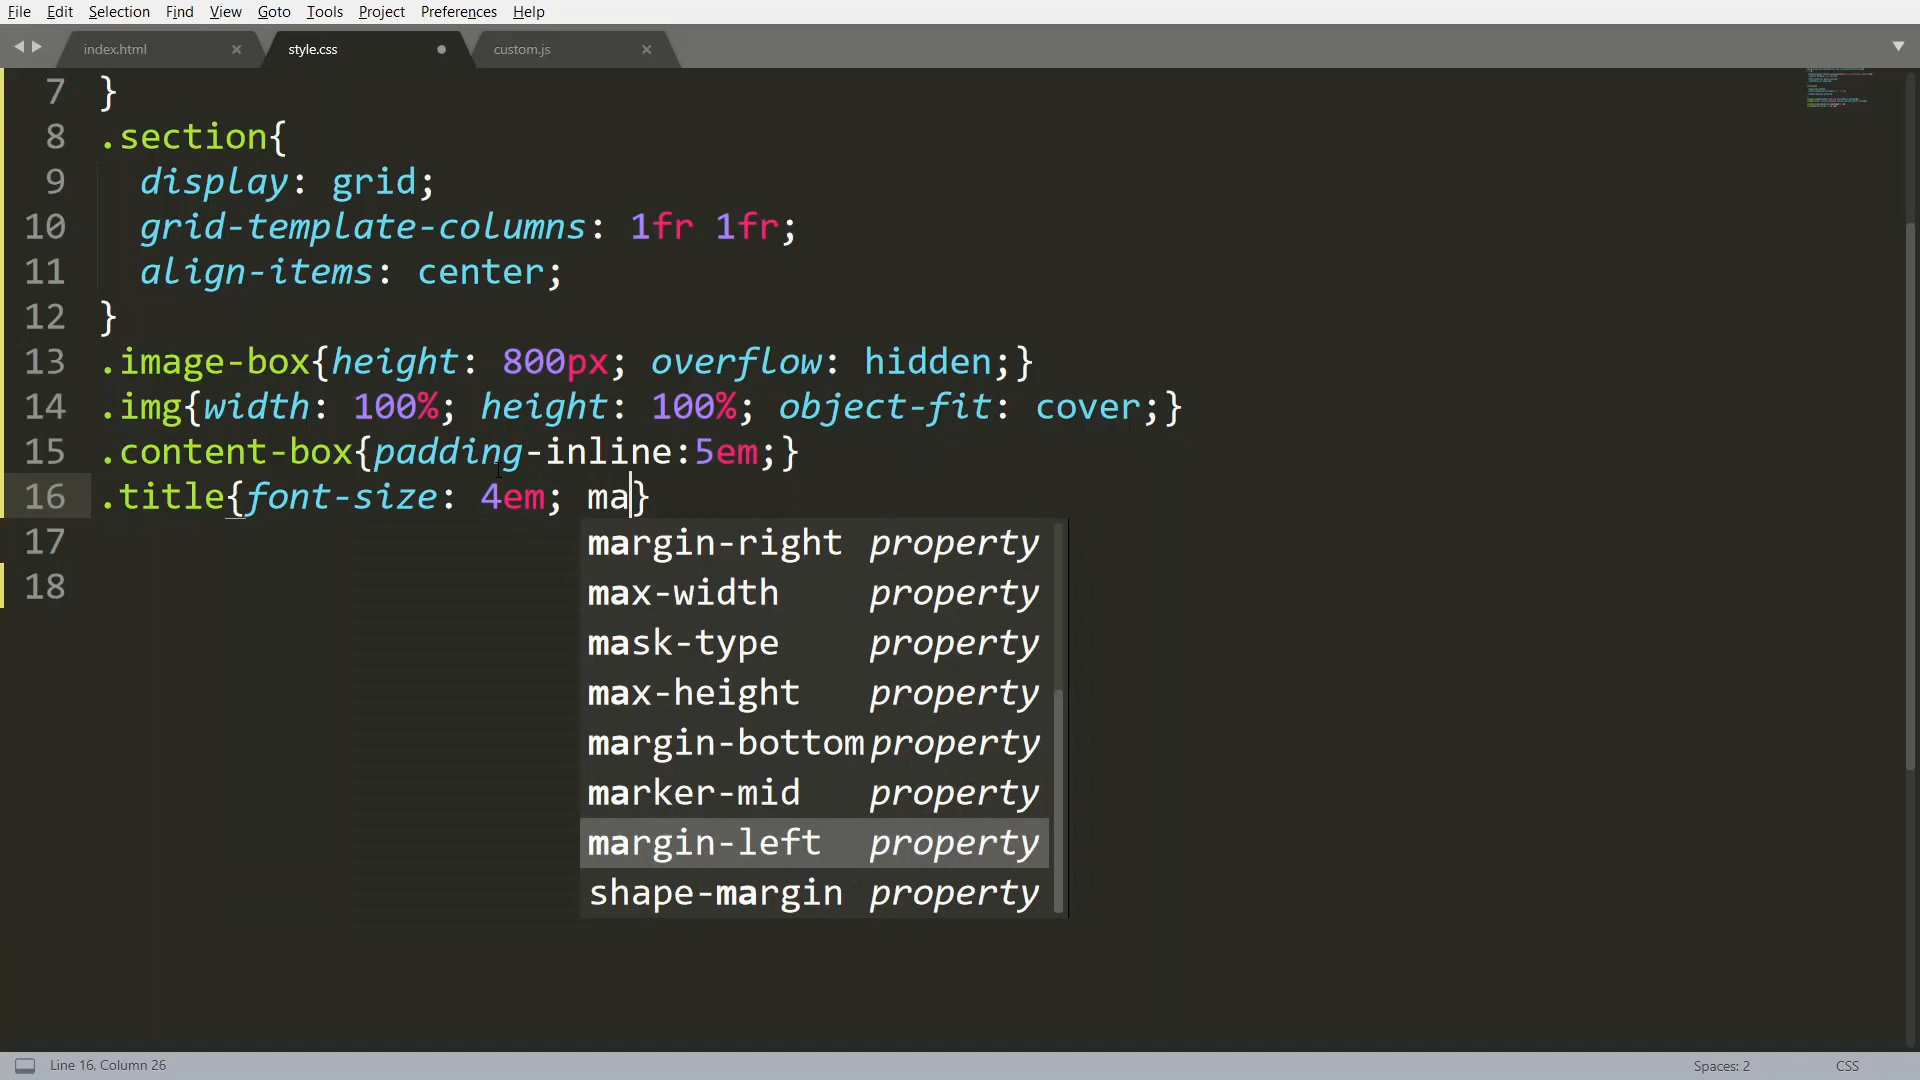 File Edit Selection Find View Goto Tools Project Preferences Help
index.html × style.css custom.js ×
7 }
8 .section{
9 display: grid;
10 grid-template-columns: 1fr 1fr;
11 align-items: center;
12 }
13 .image-box{height: 800px; overflow: hidden;}
14 .img{width: 100%; height: 100%; object-fit: cover;}
15 .content-box{padding-inline:5em;}
16 .title{font-size: 4em; ma}
17
18
margin-right property
max-width property
mask-type property
max-height property
margin-bottom property
marker-mid property
margin-left property
shape-margin property
Line 16, Column 26 Spaces: 2 CSS